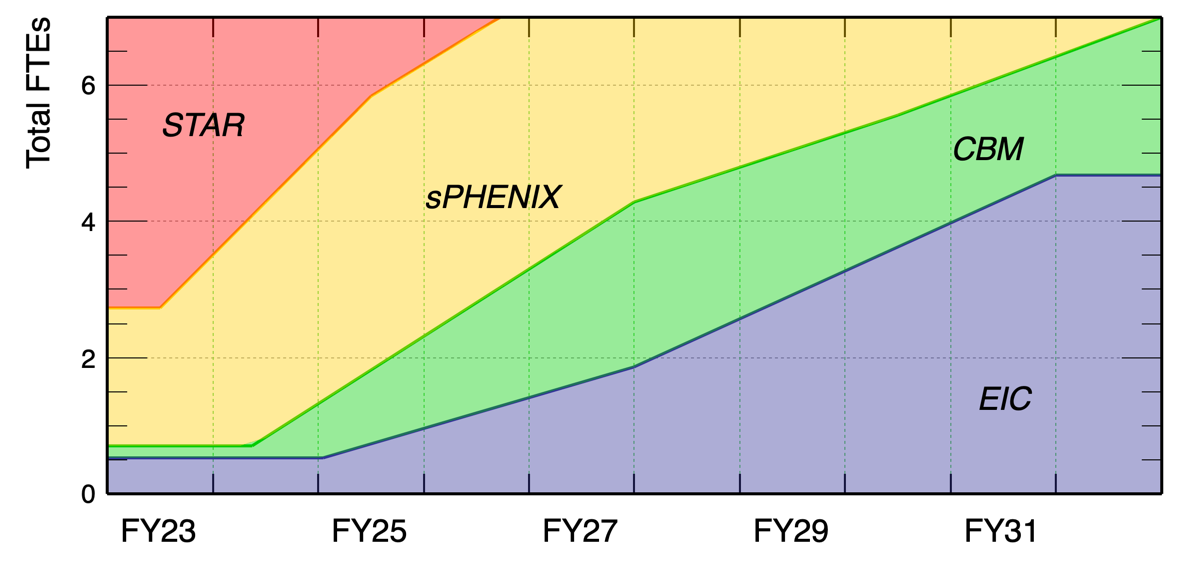 Total FTEs
6
4
2
0
STAR
sPHENIX
CBM
EIC
FY23 FY25 FY27 FY29 FY31